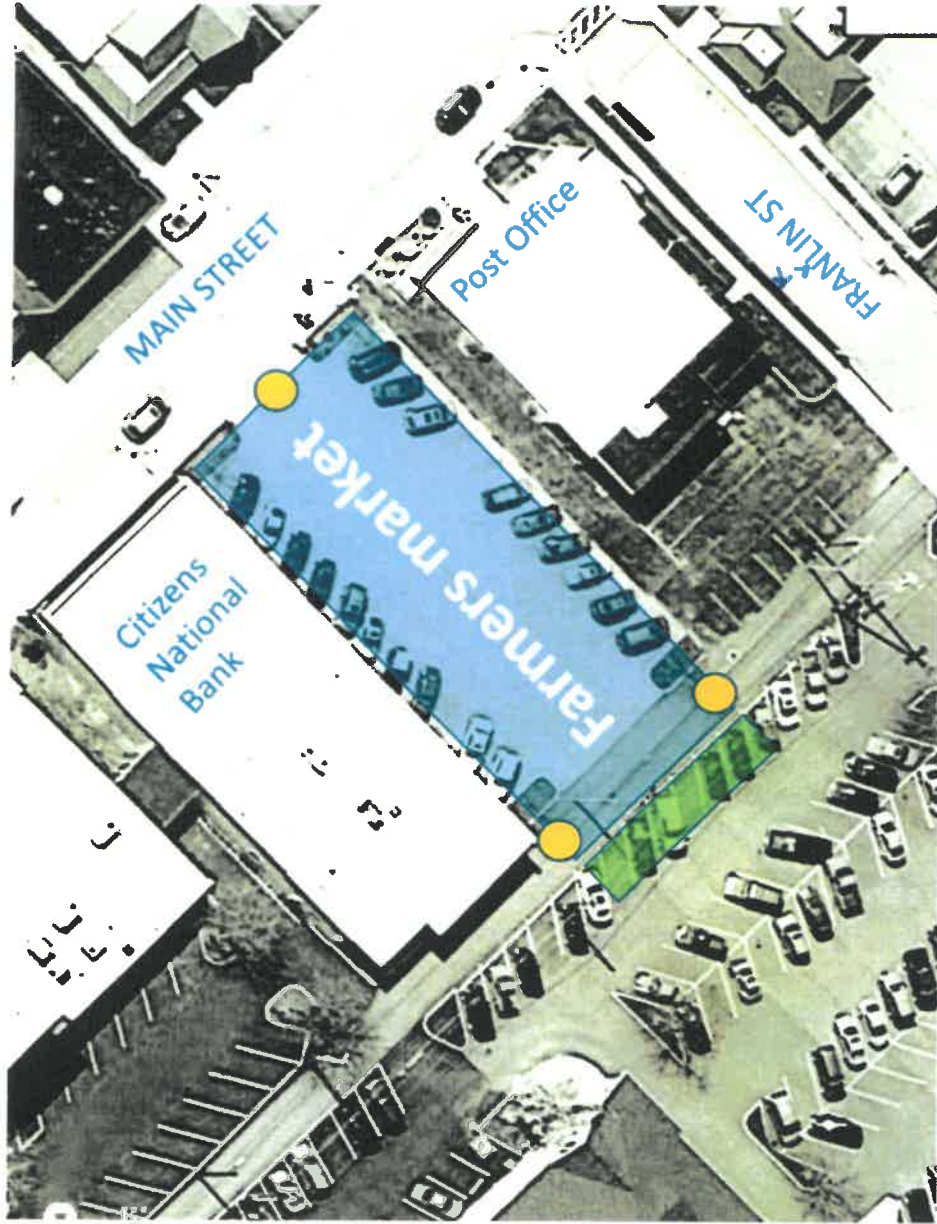 MAIN STREET
Citizens
National
Bank
Farmers market
Post Office
FRANLIN ST